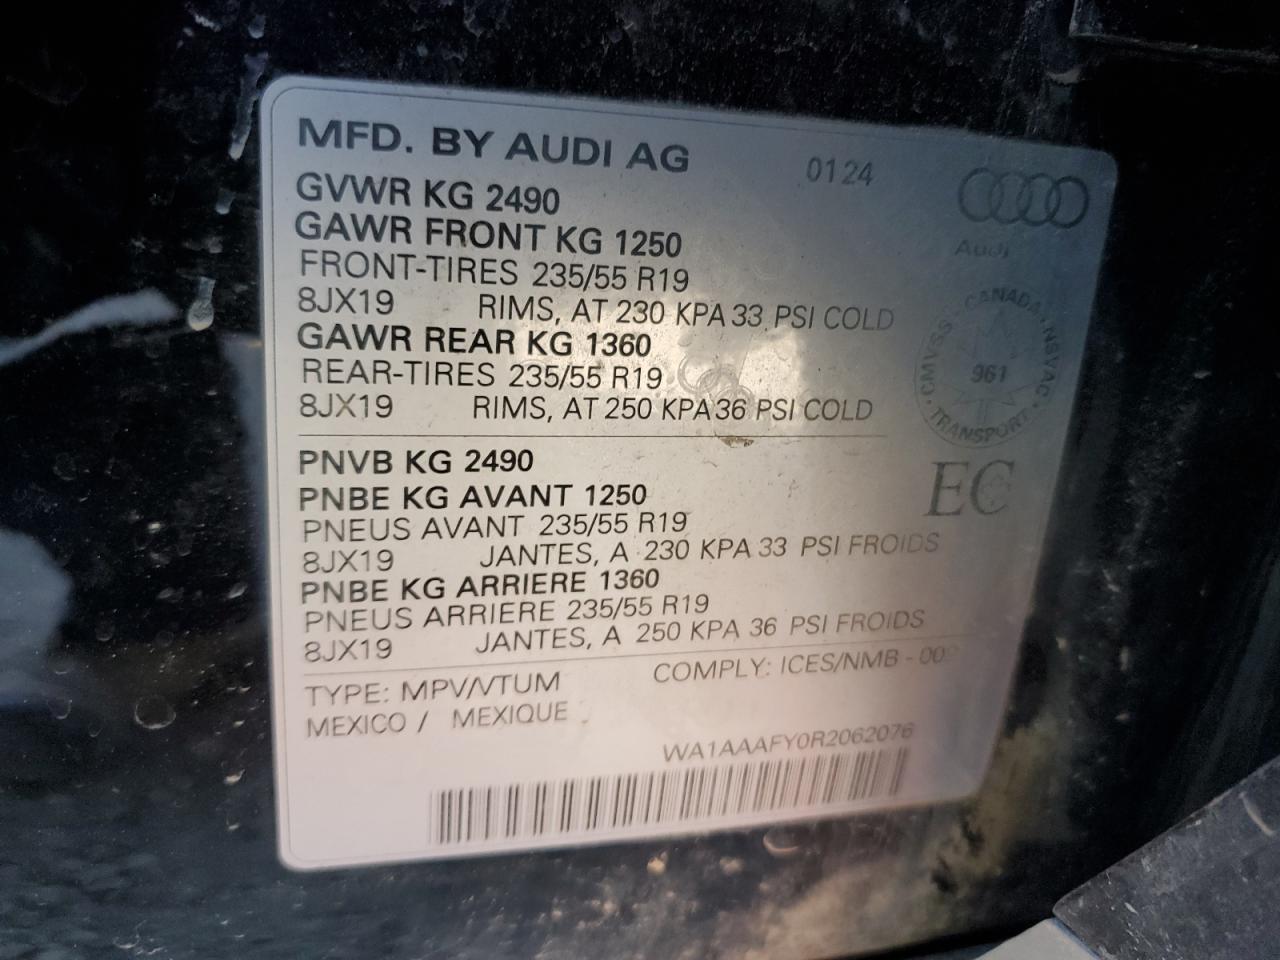 MFD. BY AUDI AG 0124
Audi
GVWR KG 2490
GAWR FRONT KG 1250
FRONT-TIRES 235/55 R19
8JX19 RIMS, AT 230 KPA 33 PSI COLD
GAWR REAR KG 1360
REAR-TIRES 235/55 R19
8JX19 RIMS, AT 250 KPA 36 PSI COLD
CANADA · NSVAC · TRANSPORT · CMVSS ·
961
EC
PNVB KG 2490
PNBE KG AVANT 1250
PNEUS AVANT 235/55 R19
8JX19 JANTES, A 230 KPA 33 PSI FROIDS
PNBE KG ARRIERE 1360
PNEUS ARRIERE 235/55 R19
8JX19 JANTES, A 250 KPA 36 PSI FROIDS
TYPE: MPV/VTUM COMPLY: ICES/NMB -
MEXICO / MEXIQUE
WA1AAAFY0R2062076